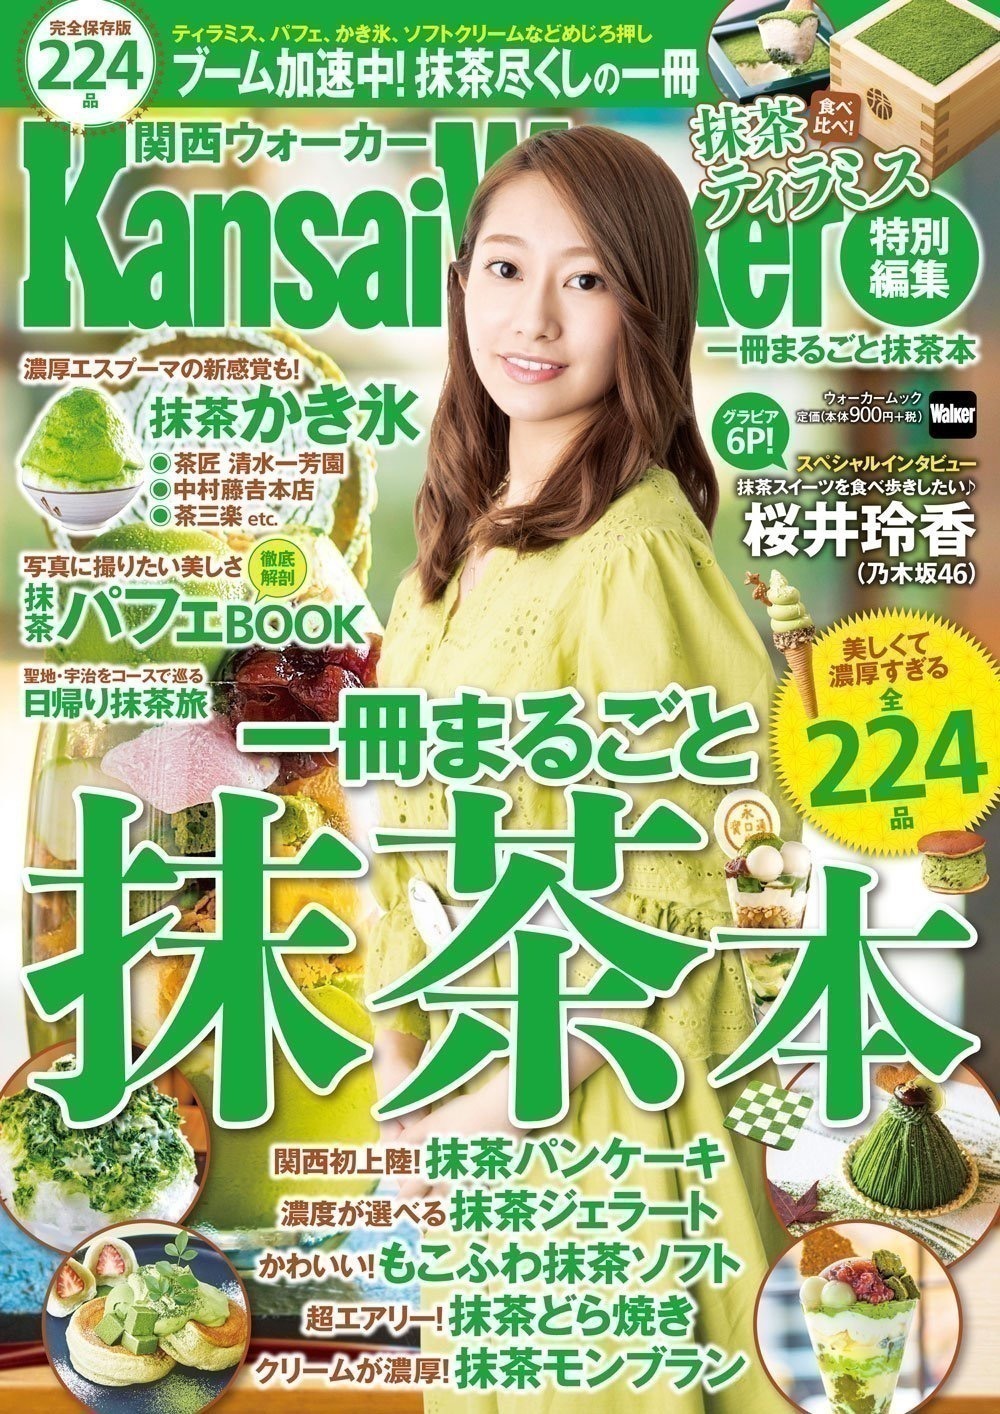 完全保存版
224
品
ティラミス、パフェ、かき氷、ソフトクリームなどめじろ押し
ブーム加速中!抹茶尽くしの一冊
抹茶
食べ
比べ!
ティラミス
関西ウォーカー
KansaiWalker
特別
編集
一冊まるごと抹茶本
ウォーカームック
定価(本体900円+税)
Walker
グラビア
6P!
スペシャルインタビュー
抹茶スイーツを食べ歩きしたい♪
桜井玲香
(乃木坂46)
濃厚エスプーマの新感覚も!
抹茶かき氷
●茶匠 清水一芳園
●中村藤𠮷本店
●茶三楽 etc.
写真に撮りたい美しさ
徹底
解剖
抹茶パフェBOOK
聖地・宇治をコースで巡る
日帰り抹茶旅
美しくて
濃厚すぎる
全
224
品
一冊まるごと
抹茶本
関西初上陸!抹茶パンケーキ
濃度が選べる抹茶ジェラート
かわいい!もこふわ抹茶ソフト
超エアリー!抹茶どら焼き
クリームが濃厚!抹茶モンブラン